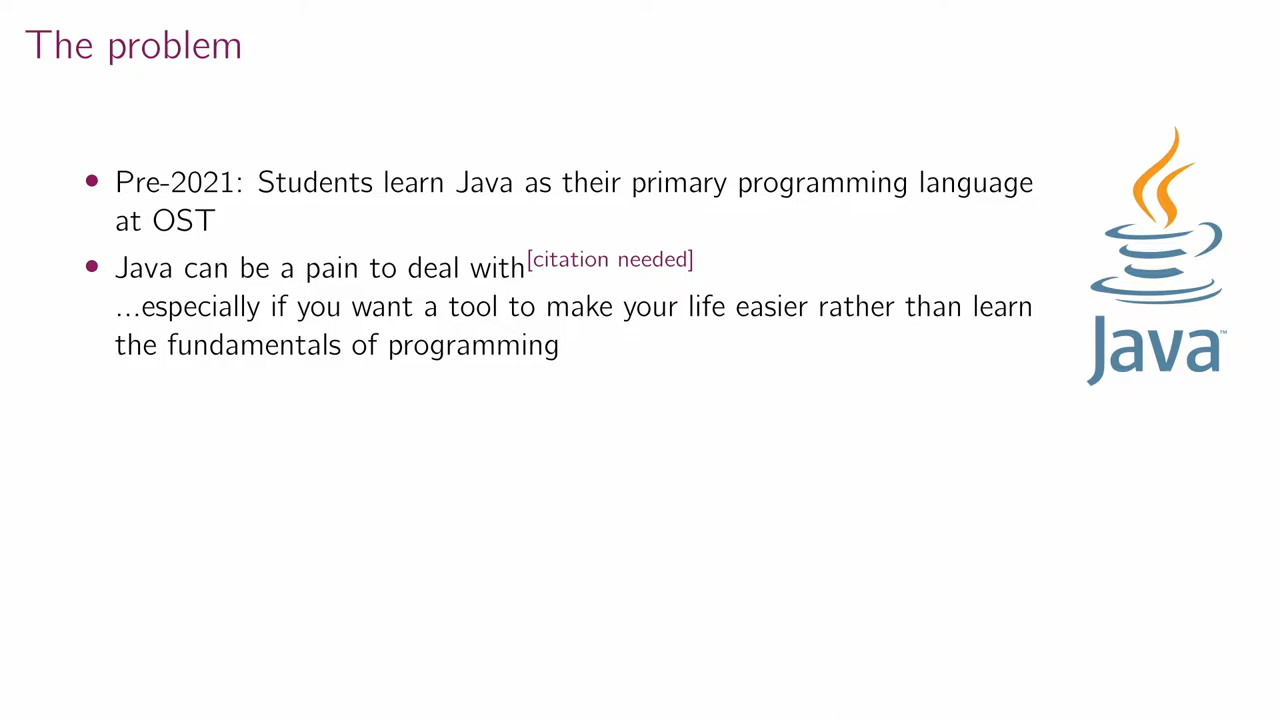 The problem
• Pre-2021: Students learn Java as their primary programming language
at OST
• Java can be a pain to deal with[citation needed]
...especially if you want a tool to make your life easier rather than learn
the fundamentals of programming
Java™